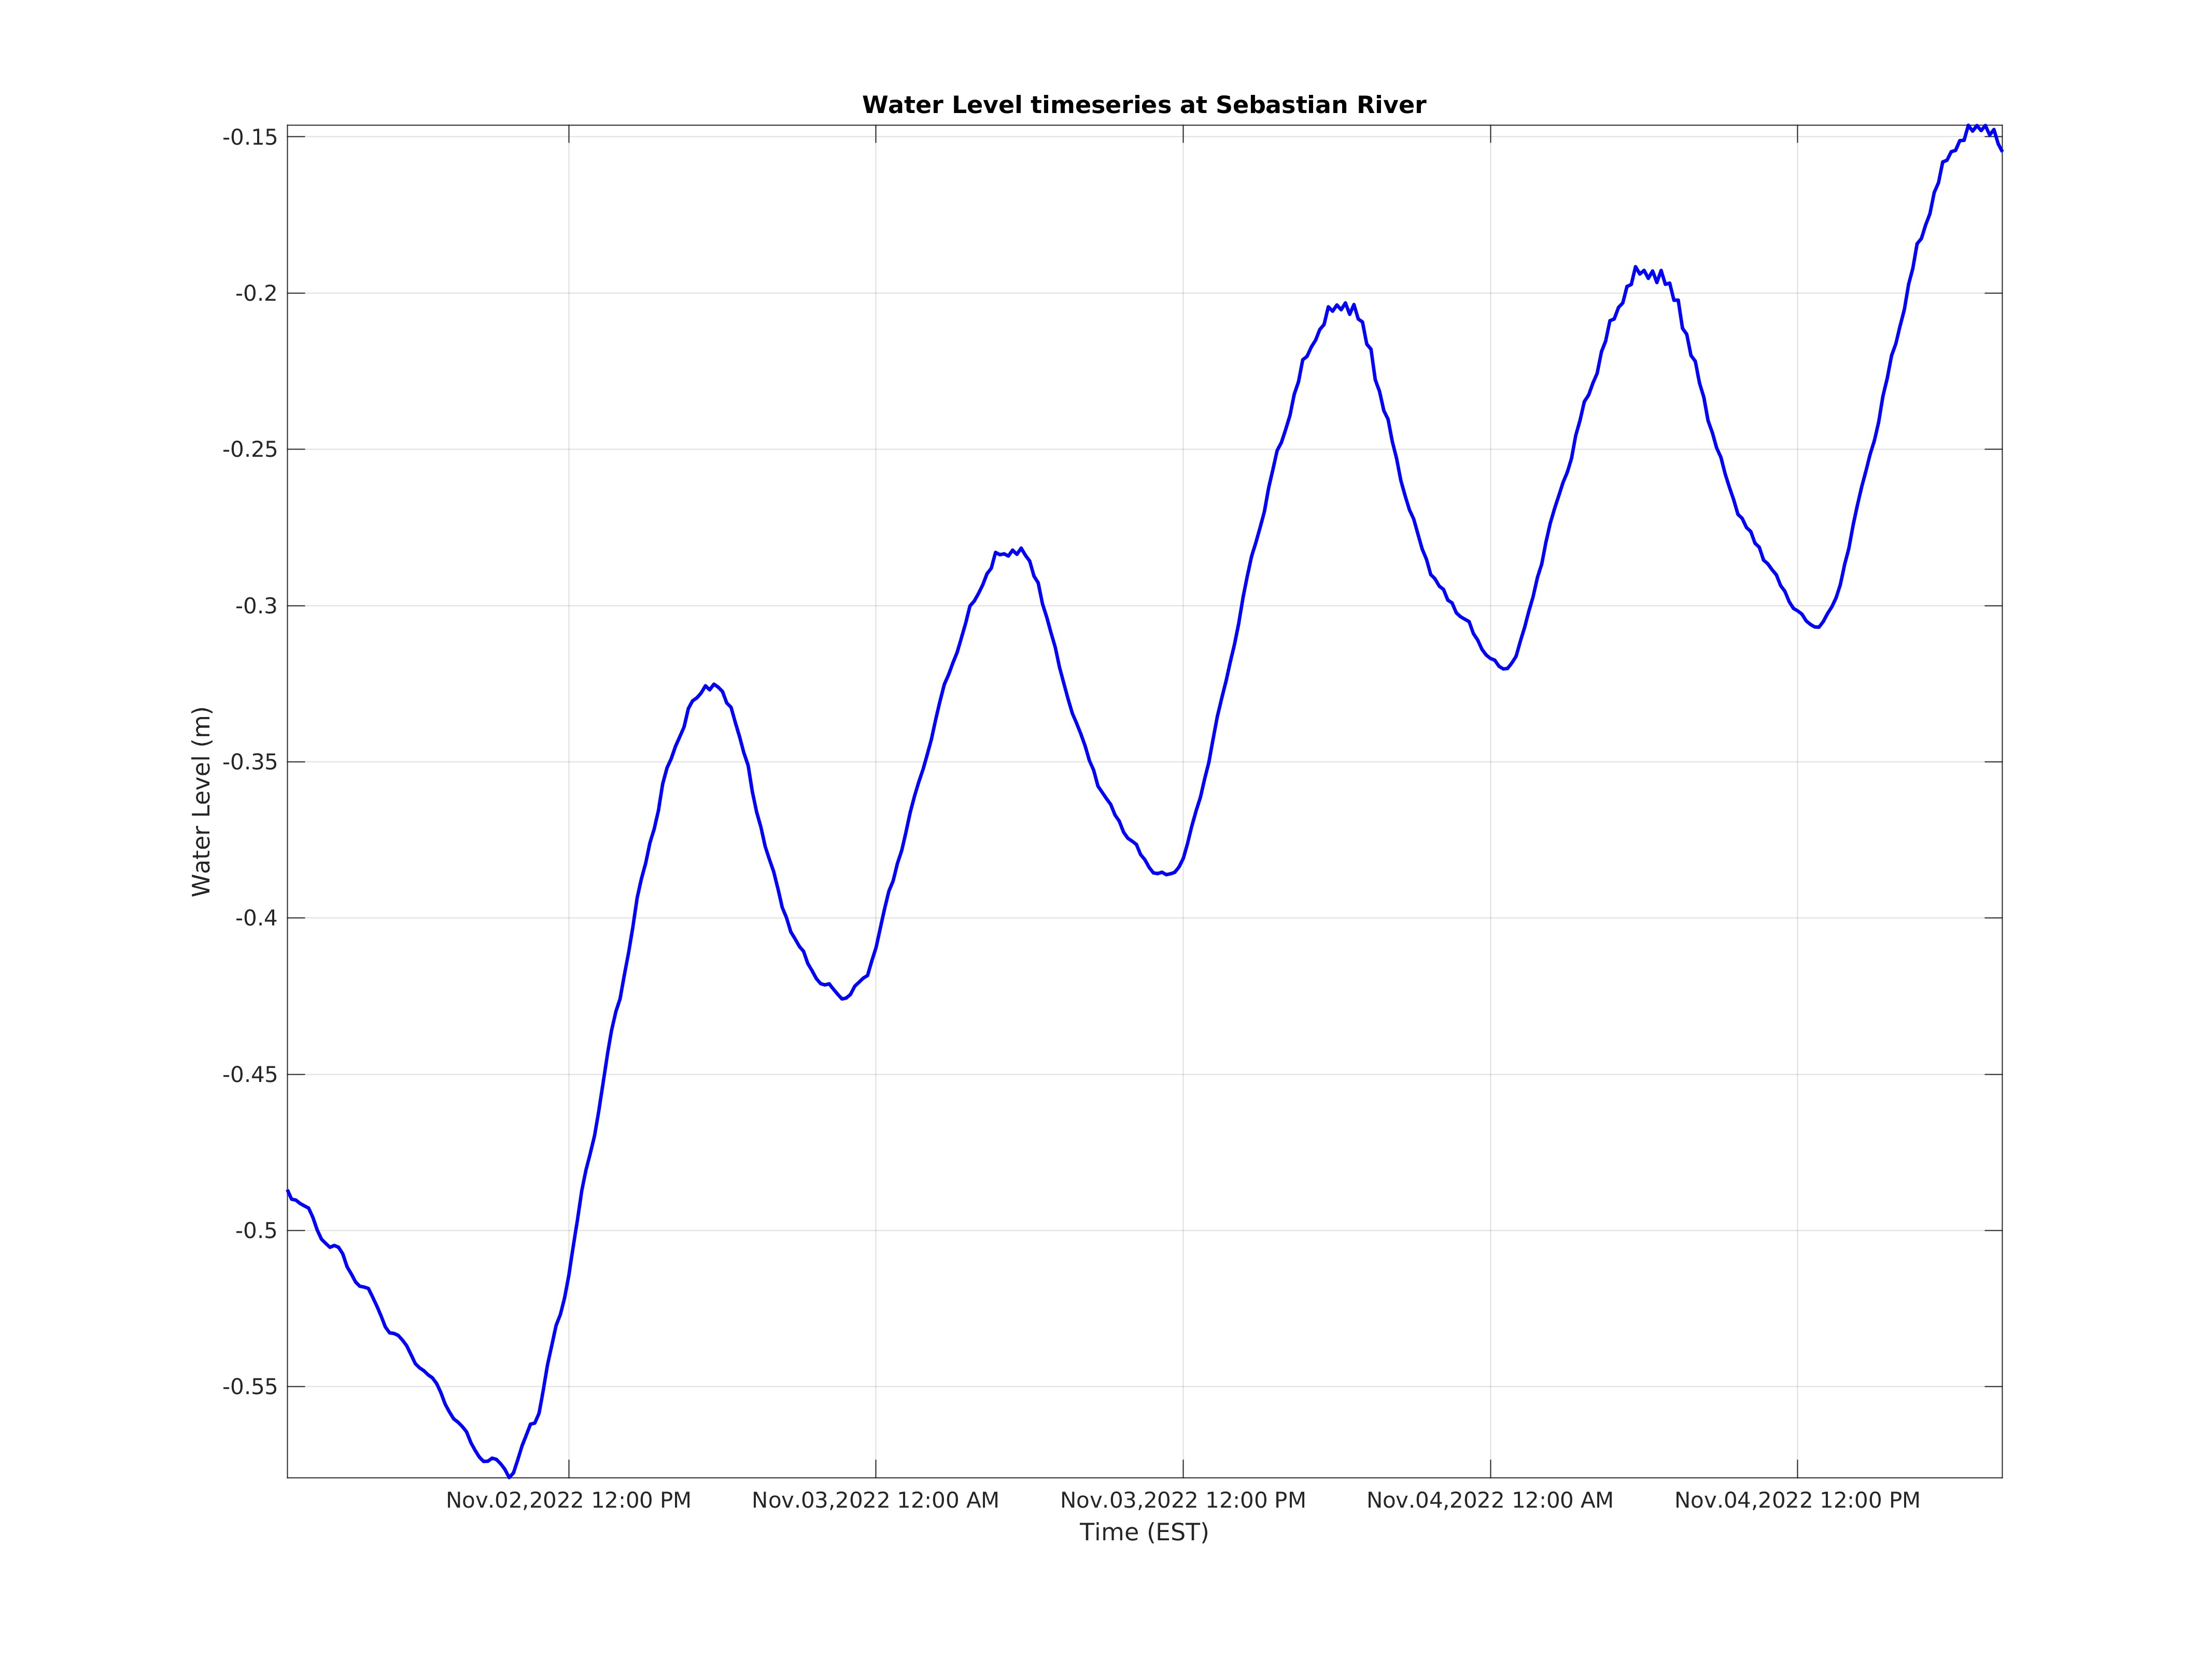 Water Level timeseries at Sebastian River
-0.15
-0.2
-0.25
-0.3
-0.35
-0.4
-0.45
-0.5
-0.55
Water Level (m)
Nov.02,2022 12:00 PM Nov.03,2022 12:00 AM Nov.03,2022 12:00 PM Nov.04,2022 12:00 AM Nov.04,2022 12:00 PM
Time (EST)